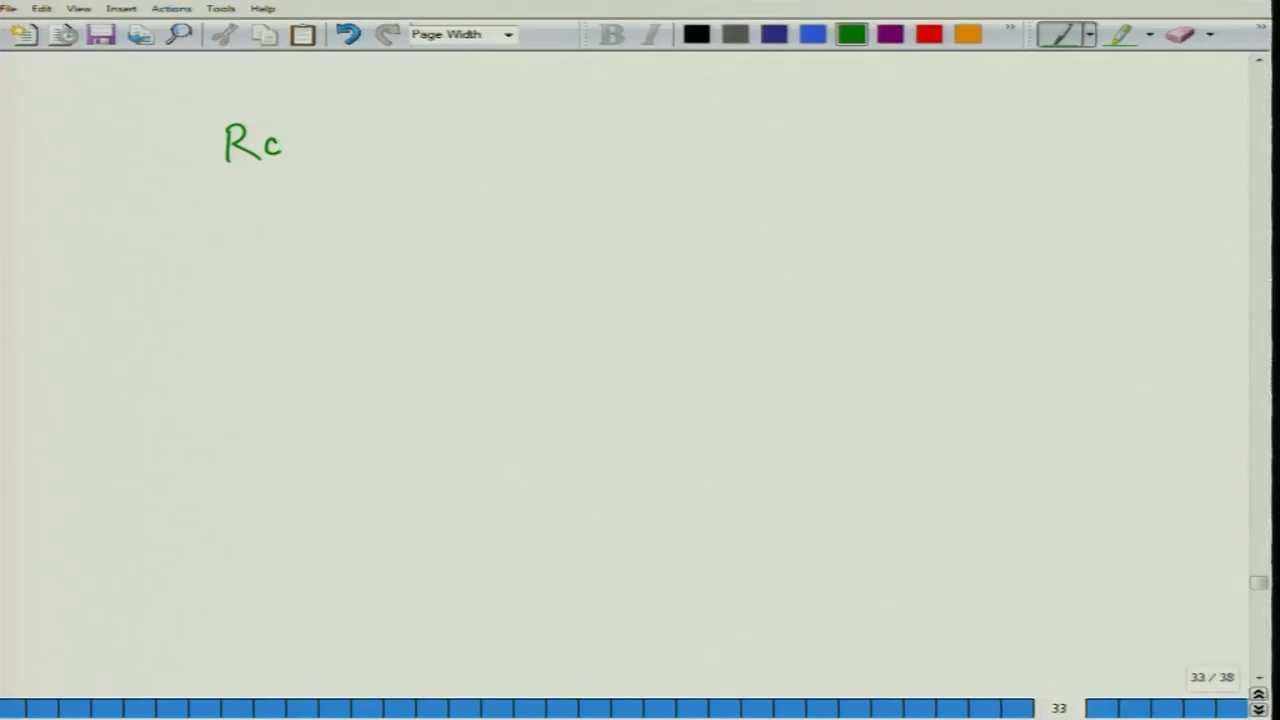 File Edit View Insert Actions Tools Help
Page Width B I
Rc
33 / 38
33